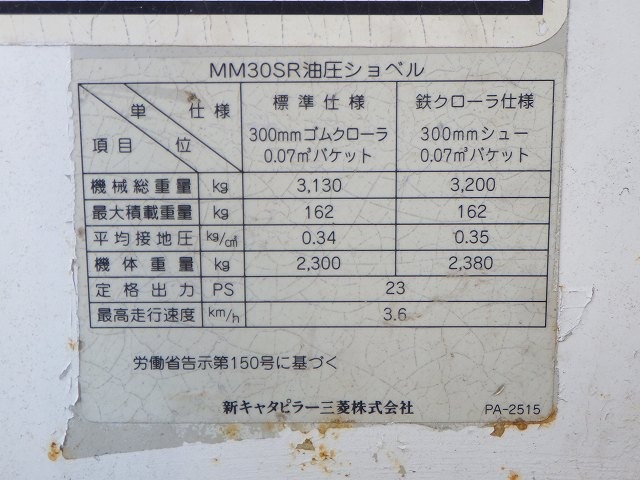 MM30SR油圧ショベル
単 仕様 標準仕様 鉄クローラ仕様
項目 位 300mmゴムクローラ 300mmシュー
0.07㎥バケット 0.07㎥バケット
機械総重量 kg 3,130 3,200
最大積載重量 kg 162 162
平均接地圧 kg/c㎡ 0.34 0.35
機体重量 kg 2,300 2,380
定格出力 PS 23
最高走行速度 km/h 3.6
労働省告示第150号に基づく
新キャタピラー三菱株式会社 PA-2515